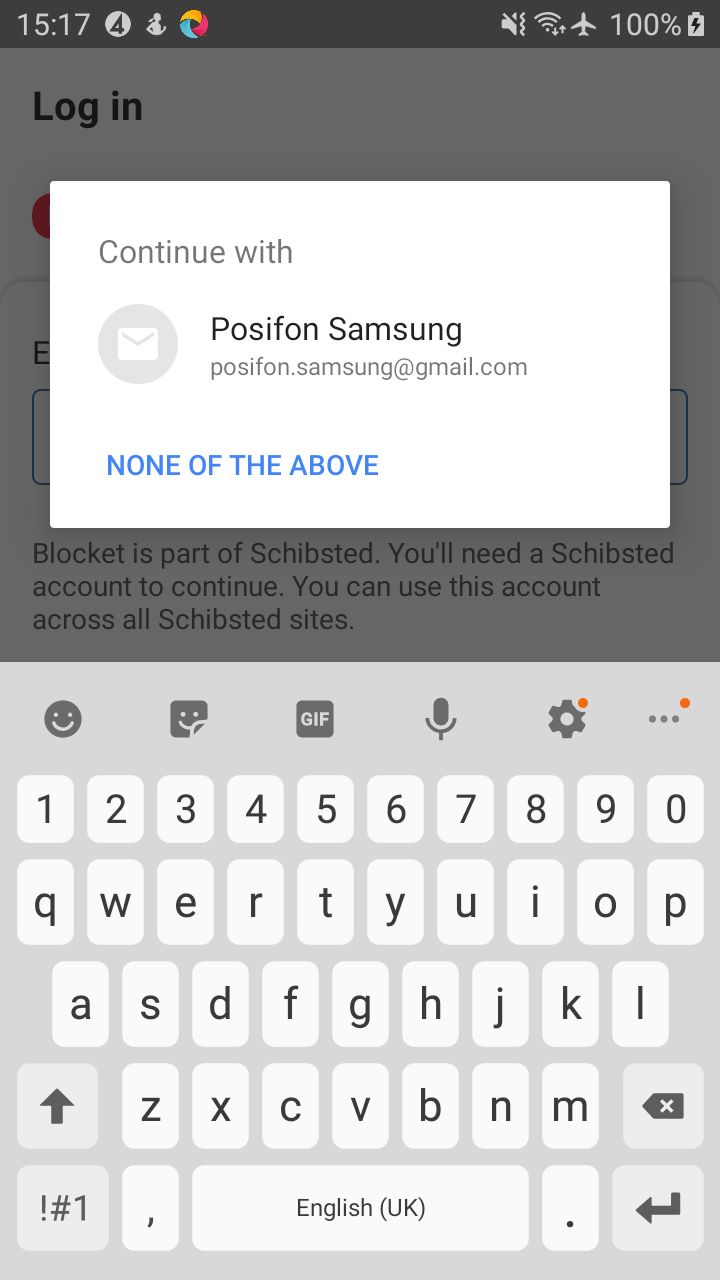 15:17
100%
Log in
Continue with
E
Posifon Samsung
posifon.samsung@gmail.com
NONE OF THE ABOVE
Blocket is part of Schibsted. You'll need a Schibsted
account to continue. You can use this account
across all Schibsted sites.
GIF
1 2 3 4 5 6 7 8 9 0
q w e r t y u i o p
a s d f g h j k l
z x c v b n m
!#1 , English (UK) .